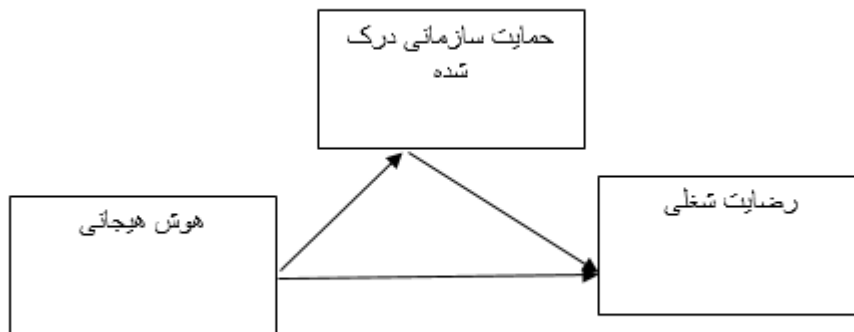 حمایت سازمانی درک
شده
رضایت شغلی
هوش هیجانی